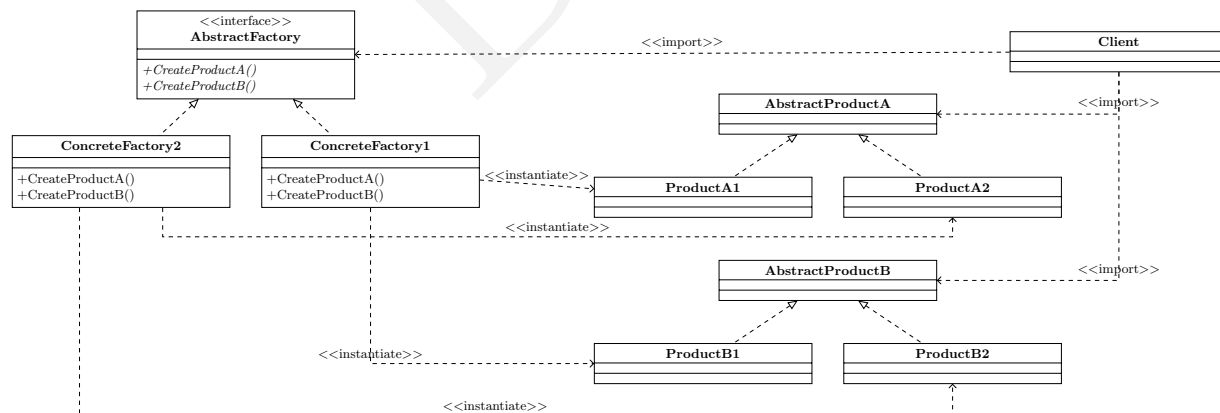 <<interface>>
AbstractFactory
+CreateProductA()
+CreateProductB()
<<import>>
Client
AbstractProductA
<<import>>
ConcreteFactory2
+CreateProductA()
+CreateProductB()
ConcreteFactory1
+CreateProductA()
+CreateProductB()
<<instantiate>>
ProductA1
ProductA2
<<instantiate>>
AbstractProductB
<<import>>
<<instantiate>>
ProductB1
ProductB2
<<instantiate>>